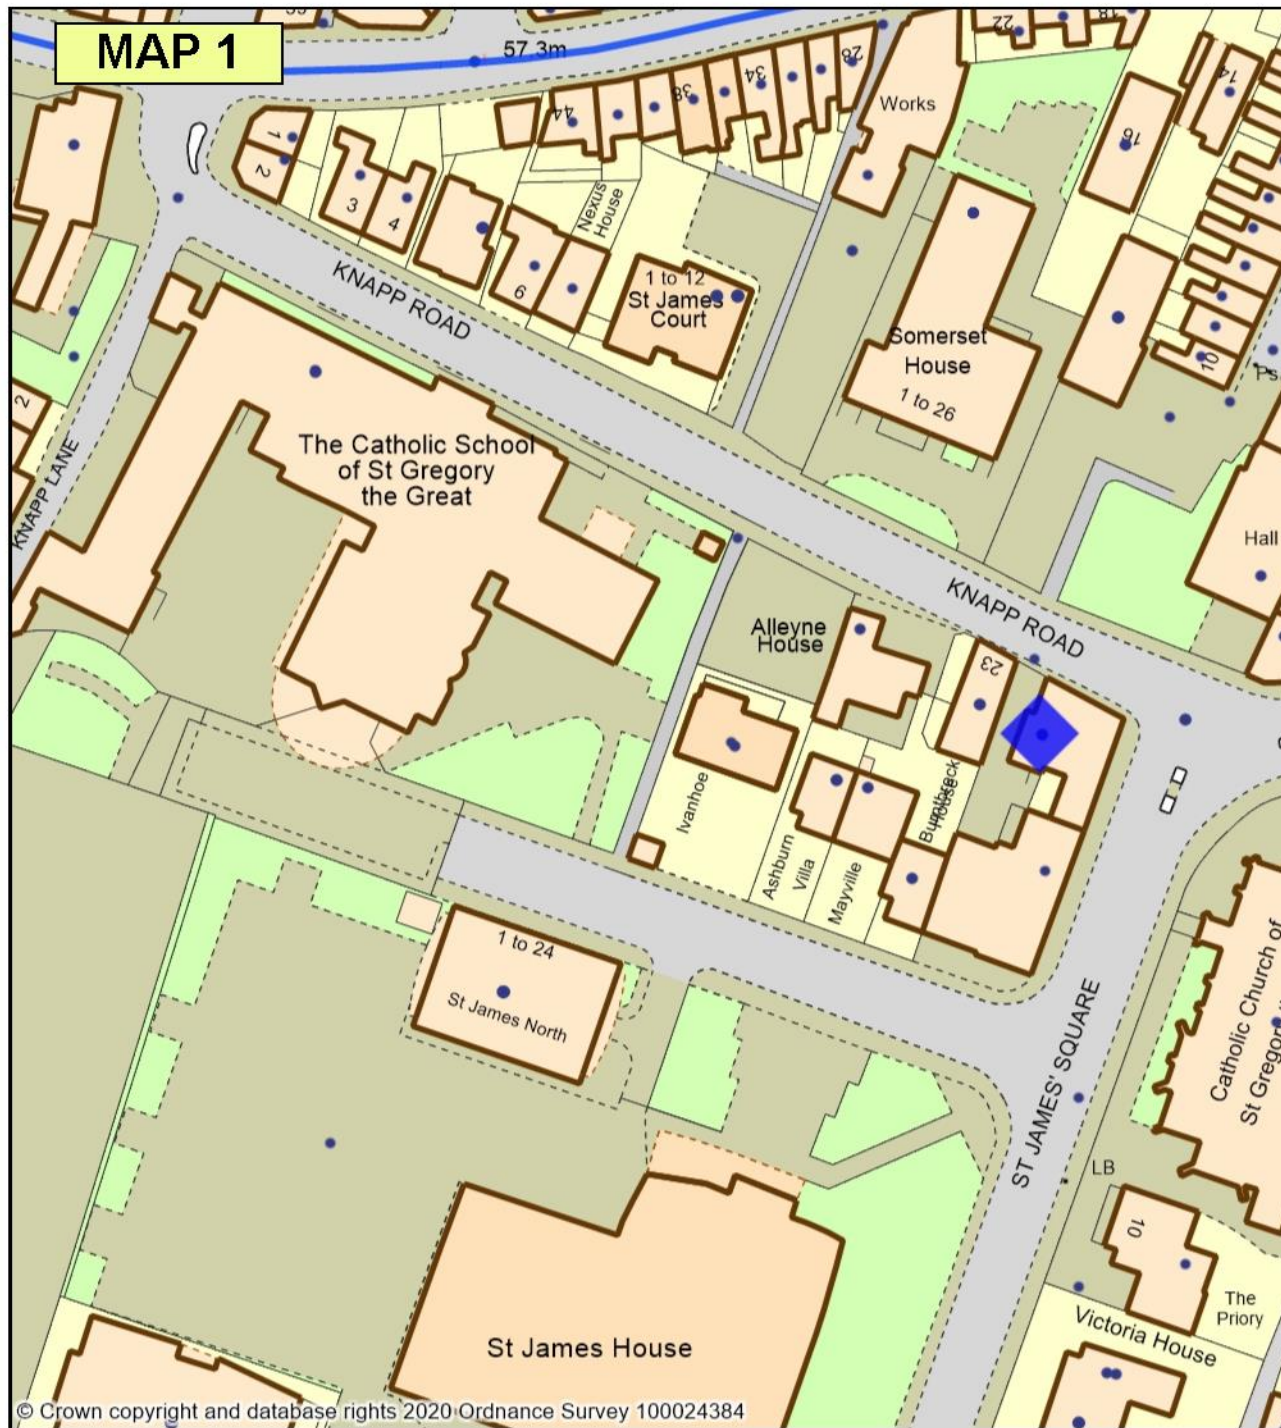 MAP 1
57.3m
22
18
14
16
10
1
2
3
4
6
44
38
34
28
Works
Nexus
House
1 to 12
St James
Court
KNAPP ROAD
Somerset
House
1 to 26
Hall
2
KNAPP LANE
The Catholic School
of St Gregory
the Great
Alleyne
House
KNAPP ROAD
23
Ivanhoe
Ashburn
Villa
Mayville
House
1 to 24
St James North
ST JAMES' SQUARE
Catholic Church of
LB
10
The
Priory
Victoria House
St James House
© Crown copyright and database rights 2020 Ordnance Survey 100024384